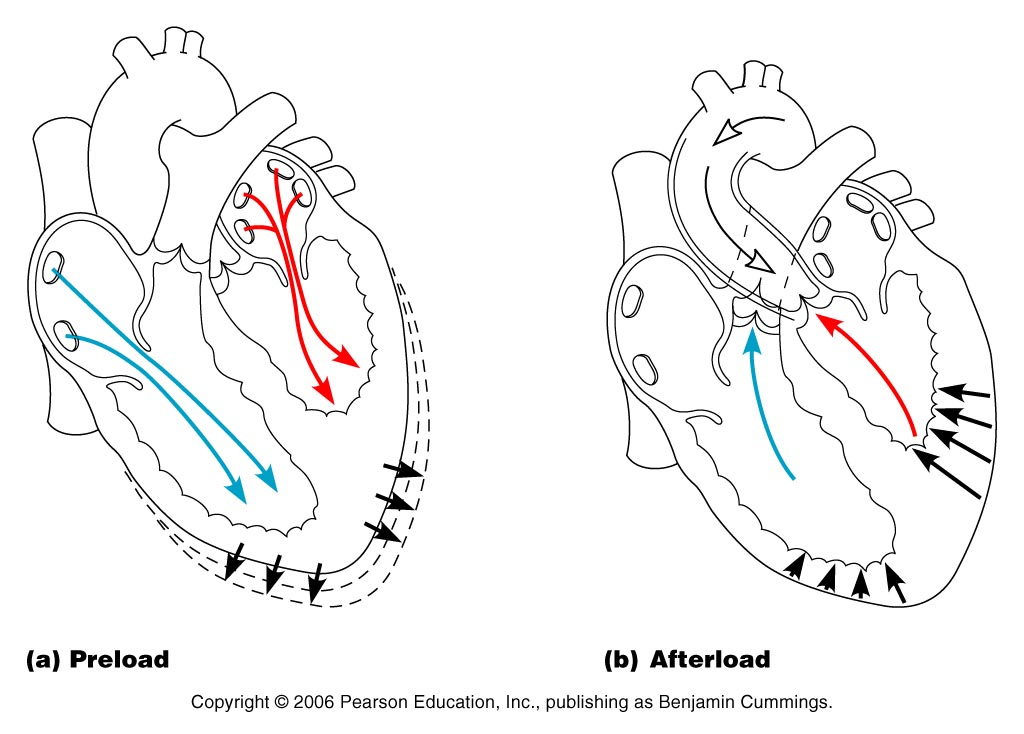 (a) Preload
(b) Afterload
Copyright © 2006 Pearson Education, Inc., publishing as Benjamin Cummings.